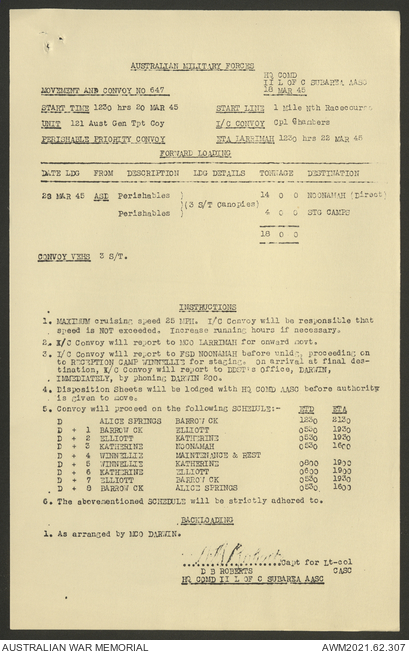 AUSTRALIAN MILITARY FORCES
HQ COMD
II L OF C SUBAREA AASC
MOVEMENT AND CONVOY NO 647 18 MAR 45
START TIME 1230 hrs 20 MAR 45 START LINE 1 Mile Nth Racecourse
UNIT 121 Aust Gen Tpt Coy I/C CONVOY Cpl Chambers
PERISHABLE PRIORITY CONVOY ETA LARRIMAH 1230 hrs 22 MAR 45
FORWARD LOADING
DATE LDG FROM DESCRIPTION LDG DETAILS TONNAGE DESTINATION
20 MAR 45 ASD Perishables ) 14 0 0 NOONAMAH (Direct)
)(3 S/T Canopies)
Perishables ) 4 0 0 STG CAMPS
18 0 0
CONVOY VEHS 3 S/T.
INSTRUCTIONS
1. MAXIMUM cruising speed 25 MPH. I/C Convoy will be responsible that
speed is NOT exceeded. Increase running hours if necessary.
2. I/C Convoy will report to MCO LARRIMAH for onward movt.
3. I/C Convoy will report to FSD NOONAMAH before unldg, proceeding on
to RECEPTION CAMP WINNELLIE for staging. On arrival at final des-
tination, I/C Convoy will report to DDST's Office, DARWIN,
IMMEDIATELY, by phoning DARWIN 200.
4. Disposition Sheets will be lodged with HQ COMD AASC before authority
is given to move.
5. Convoy will proceed on the following SCHEDULE:- ETD ETA
D ALICE SPRINGS BARROW CK 1230 2130
D + 1 BARROW CK ELLIOTT 0530 1930
D + 2 ELLIOTT KATHERINE 0530 1930
D + 3 KATHERINE NOONAMAH 0530 1600
D + 4 WINNELLIE MAINTENANCE & REST
D + 5 WINNELLIE KATHERINE 0800 1900
D + 6 KATHERINE ELLIOTT 0600 1900
D + 7 ELLIOTT BARROW CK 0530 1930
D + 8 BARROW CK ALICE SPRINGS 0530 1600
6. The abovementioned SCHEDULE will be strictly adhered to.
BACKLOADING
1. As arranged by MCO DARWIN.
Capt for Lt-col
D B ROBERTS CASC
HQ COMD II L OF C SUBAREA AASC
AUSTRALIAN WAR MEMORIAL AWM2021.62.307